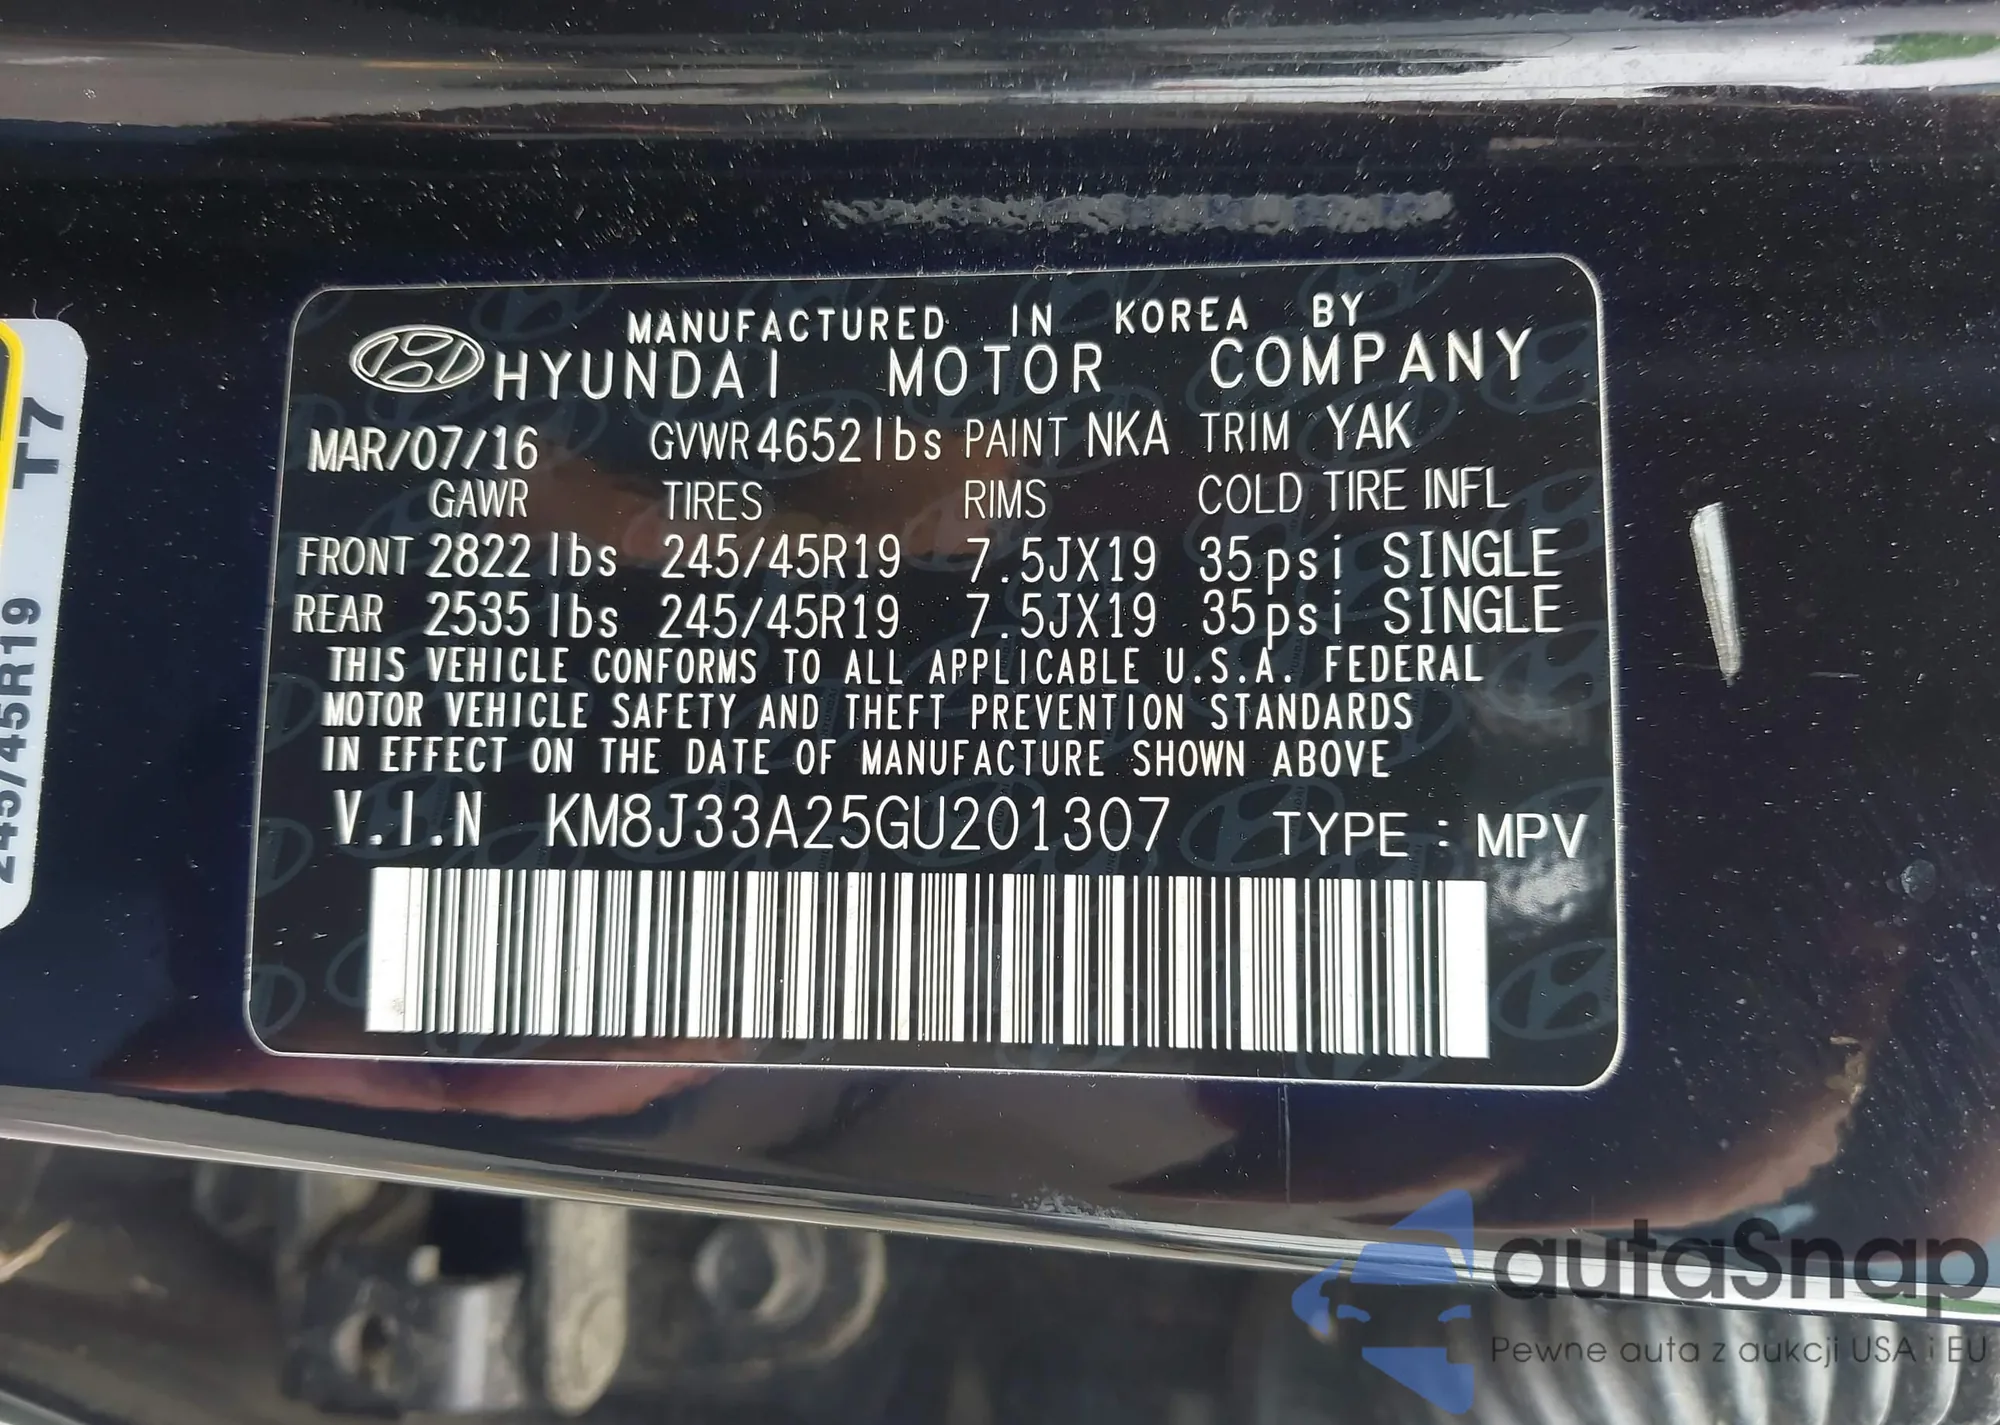 MANUFACTURED IN KOREA BY
HYUNDAI MOTOR COMPANY
MAR/07/16 GVWR 4652lbs PAINT NKA TRIM YAK
GAWR TIRES RIMS COLD TIRE INFL
FRONT 2822 lbs 245/45R19 7.5JX19 35psi SINGLE
REAR 2535 lbs 245/45R19 7.5JX19 35psi SINGLE
THIS VEHICLE CONFORMS TO ALL APPLICABLE U.S.A. FEDERAL
MOTOR VEHICLE SAFETY AND THEFT PREVENTION STANDARDS
IN EFFECT ON THE DATE OF MANUFACTURE SHOWN ABOVE
V.I.N KM8J33A25GU201307 TYPE : MPV
245/45R19 T7
autaSnap
Pewne auta z aukcji USA i EU